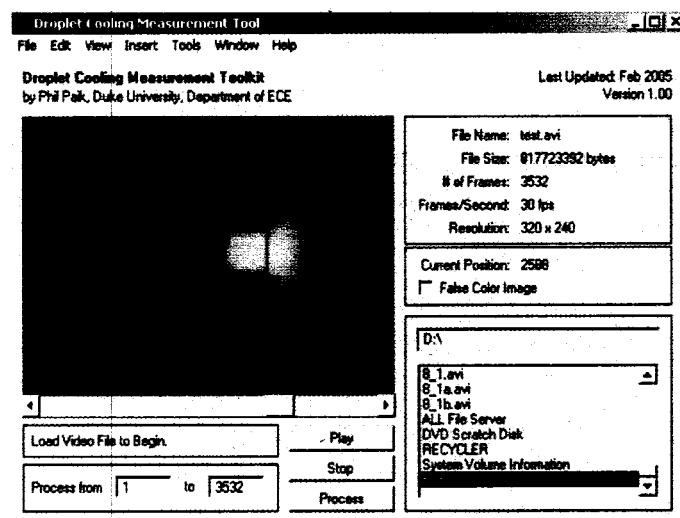 Droplet Cooling Measurement Tool
File Edit View Insert Tools Window Help
Droplet Cooling Measurement Toolkit
by Phil Paik, Duke University, Department of ECE
Last Updated: Feb 2005
Version 1.00
File Name: test.avi
File Size: 817723392 bytes
# of Frames: 3532
Frames/Second: 30 fps
Resolution: 320 x 240
Current Position: 2598
False Color Image
D:\
8_1.avi
8_1a.avi
8_1b.avi
ALL File Server
DVD Scratch Disk
RECYCLER
System Volume Information
Load Video File to Begin.
Play
Stop
Process from 1 to 3532
Process